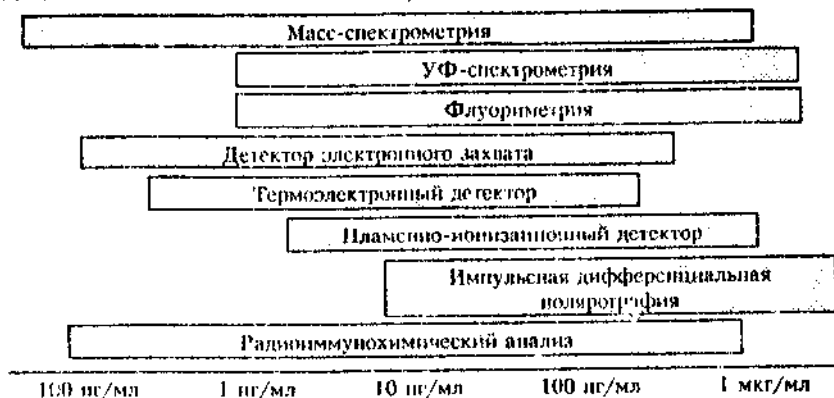 Масс-спектрометрия
УФ-спектрометрия
Флуориметрия
Детектор электронного захвата
Термоэлектронный детектор
Пламенно-ионизационный детектор
Импульсная дифференциальная
полярография
Радиоиммунохимический анализ
100 пг/мл 1 нг/мл 10 нг/мл 100 нг/мл 1 мкг/мл